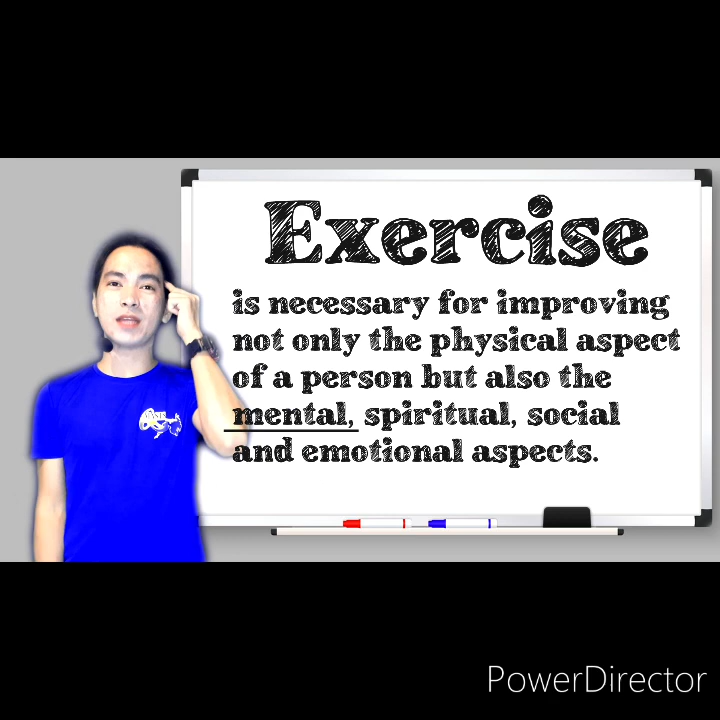 Exercise
is necessary for improving
not only the physical aspect
of a person but also the
mental, spiritual, social
and emotional aspects.
PowerDirector